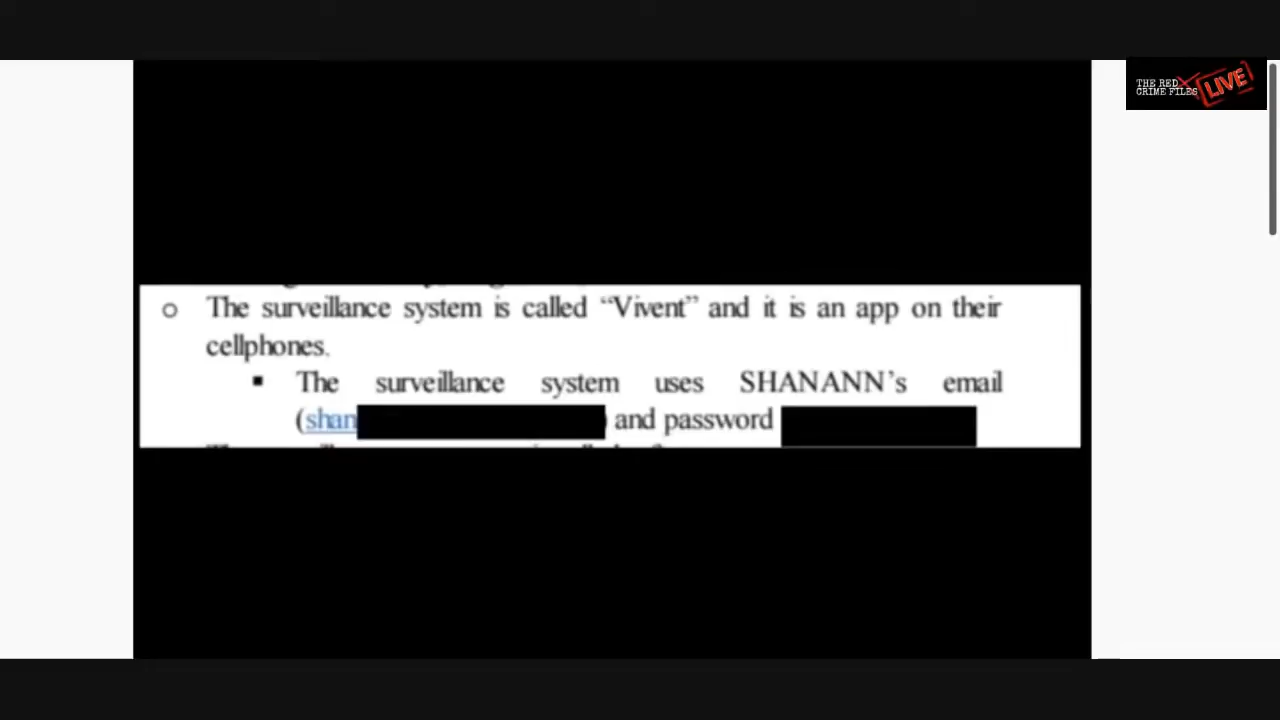 THE RED
CRIME FILES
LIVE
o The surveillance system is called “Vivent” and it is an app on their
cellphones.
▪ The surveillance system uses SHANANN’s email
(shan ) and password